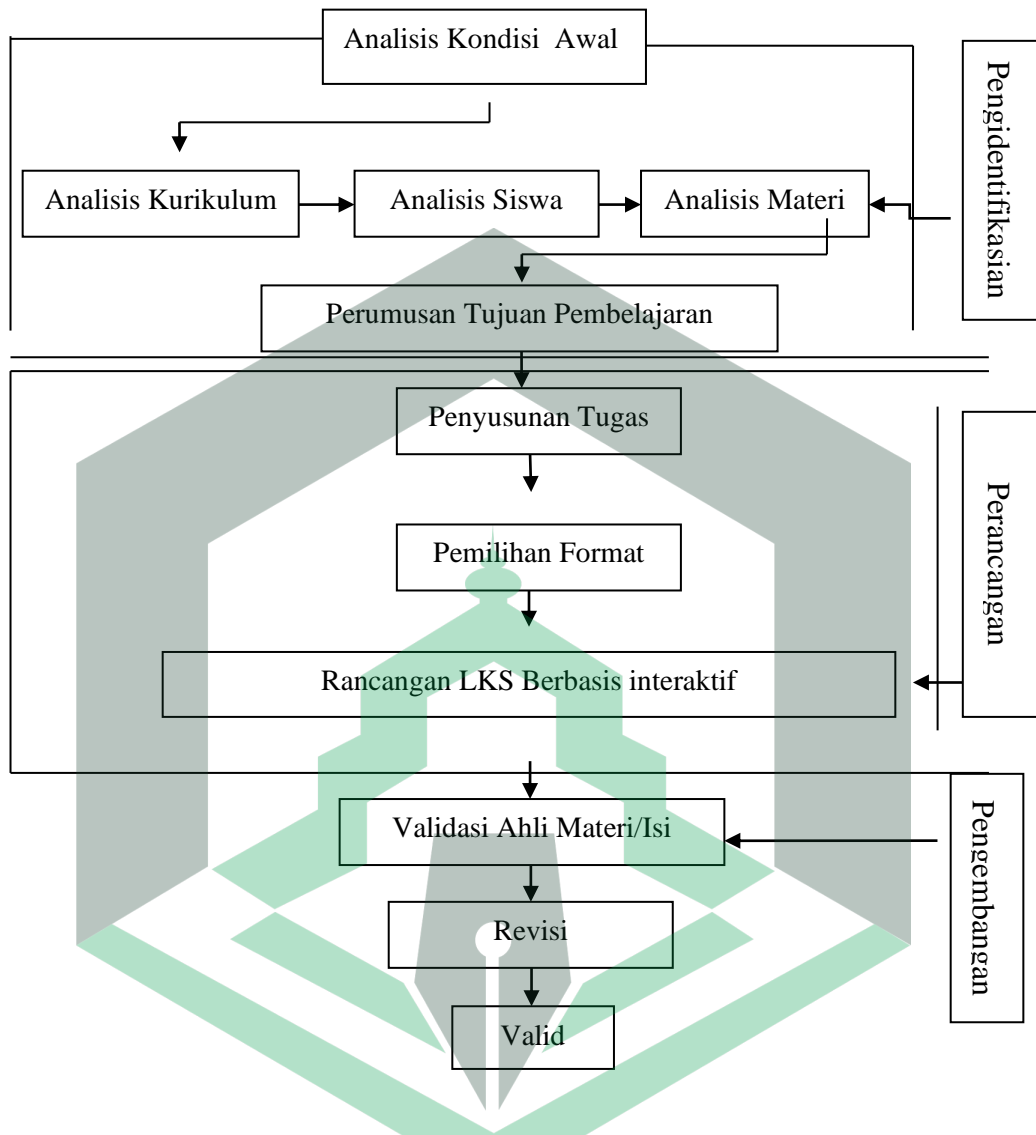 Analisis Kondisi Awal
Pengidentifikasian
Analisis Kurikulum
Analisis Siswa
Analisis Materi
Perumusan Tujuan Pembelajaran
Penyusunan Tugas
Perancangan
Pemilihan Format
Rancangan LKS Berbasis interaktif
Pengembangan
Validasi Ahli Materi/Isi
Revisi
Valid